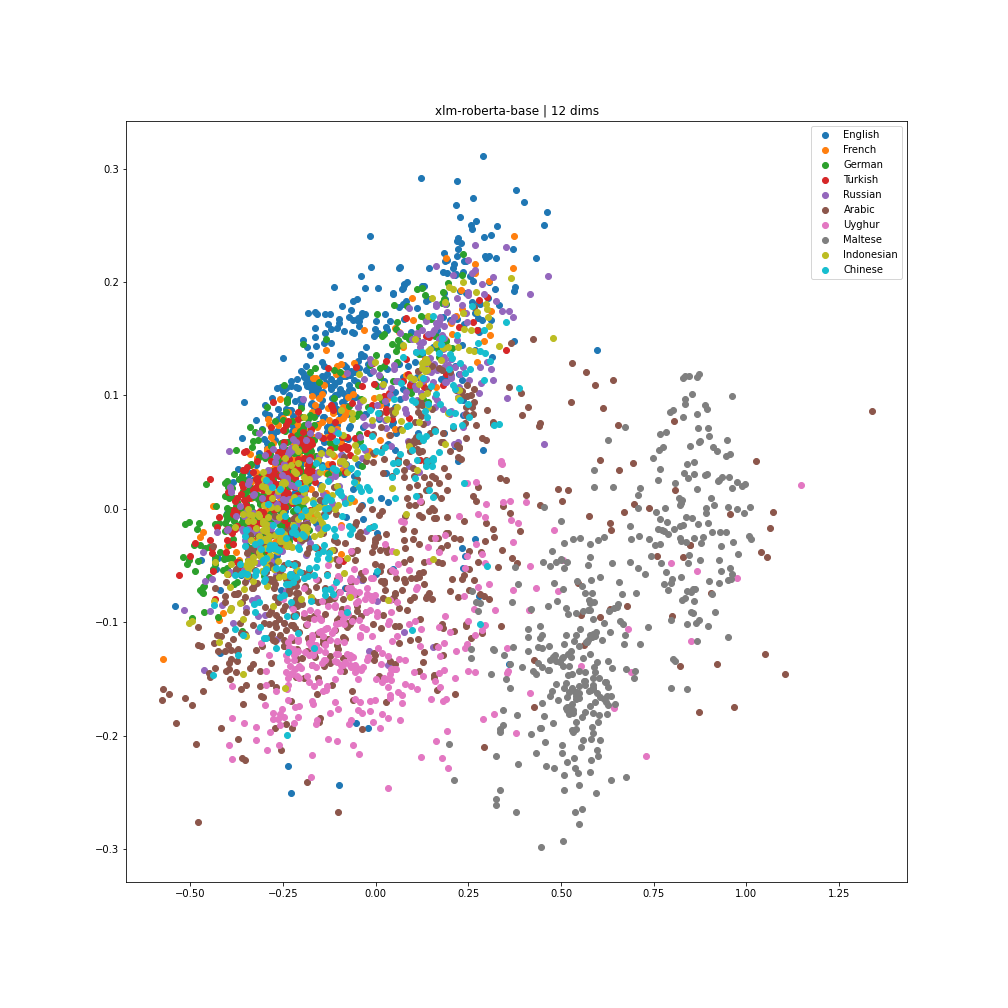 xlm-roberta-base | 12 dims
English
French
German
Turkish
Russian
Arabic
Uyghur
Maltese
Indonesian
Chinese
0.3
0.2
0.1
0.0
−0.1
−0.2
−0.3
−0.50 −0.25 0.00 0.25 0.50 0.75 1.00 1.25